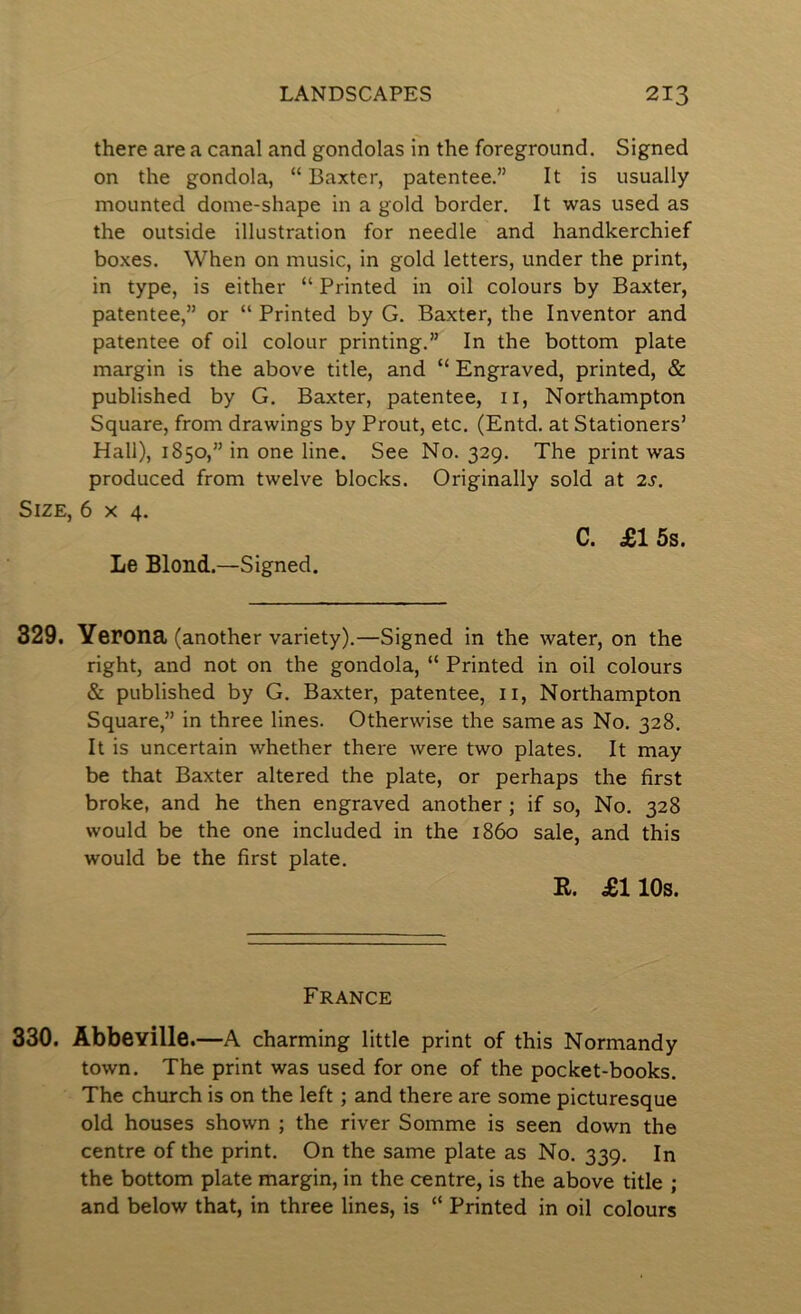 LANDSCAPES 213
there are a canal and gondolas in the foreground. Signed
on the gondola, “ Baxter, patentee.” It is usually
mounted dome-shape in a gold border. It was used as
the outside illustration for needle and handkerchief
boxes. When on music, in gold letters, under the print,
in type, is either “ Printed in oil colours by Baxter,
patentee,” or “ Printed by G. Baxter, the Inventor and
patentee of oil colour printing.” In the bottom plate
margin is the above title, and “ Engraved, printed, &
published by G. Baxter, patentee, 11, Northampton
Square, from drawings by Prout, etc. (Entd. at Stationers’
Hall), 1850,” in one line. See No. 329. The print was
produced from twelve blocks. Originally sold at 2s.
SIZE, 6 x 4.
C. £1 5s.
Le Blond.—Signed.
329. Verona (another variety).—Signed in the water, on the
right, and not on the gondola, “ Printed in oil colours
& published by G. Baxter, patentee, 11, Northampton
Square,” in three lines. Otherwise the same as No. 328.
It is uncertain whether there were two plates. It may
be that Baxter altered the plate, or perhaps the first
broke, and he then engraved another ; if so, No. 328
would be the one included in the 1860 sale, and this
would be the first plate.
R. £1 10s.
FRANCE
330. Abbeville.—A charming little print of this Normandy
town. The print was used for one of the pocket-books.
The church is on the left ; and there are some picturesque
old houses shown ; the river Somme is seen down the
centre of the print. On the same plate as No. 339. In
the bottom plate margin, in the centre, is the above title ;
and below that, in three lines, is “ Printed in oil colours